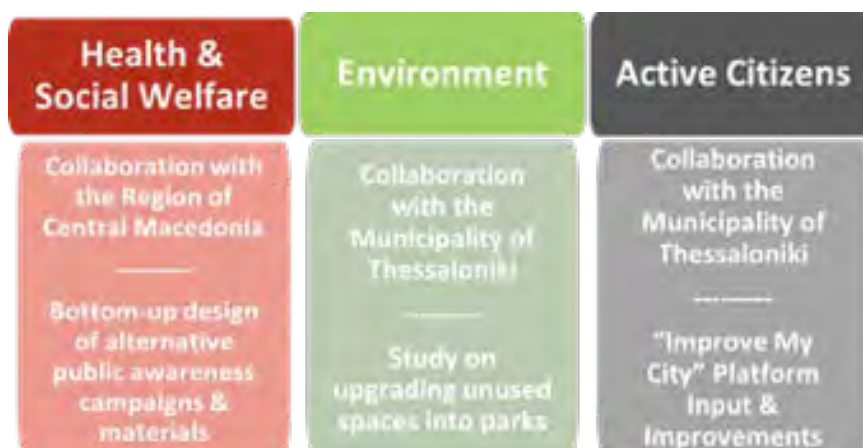 Health &
Social Welfare
Collaboration with
the Region of
Central Macedonia
--------
Bottom-up design
of alternative
public awareness
campaigns &
materials
Environment
Collaboration
with the
Municipality of
Thessaloniki
--------
Study on
upgrading unused
spaces into parks
Active Citizens
Collaboration
with the
Municipality of
Thessaloniki
--------
“Improve My
City” Platform
Input &
Improvements